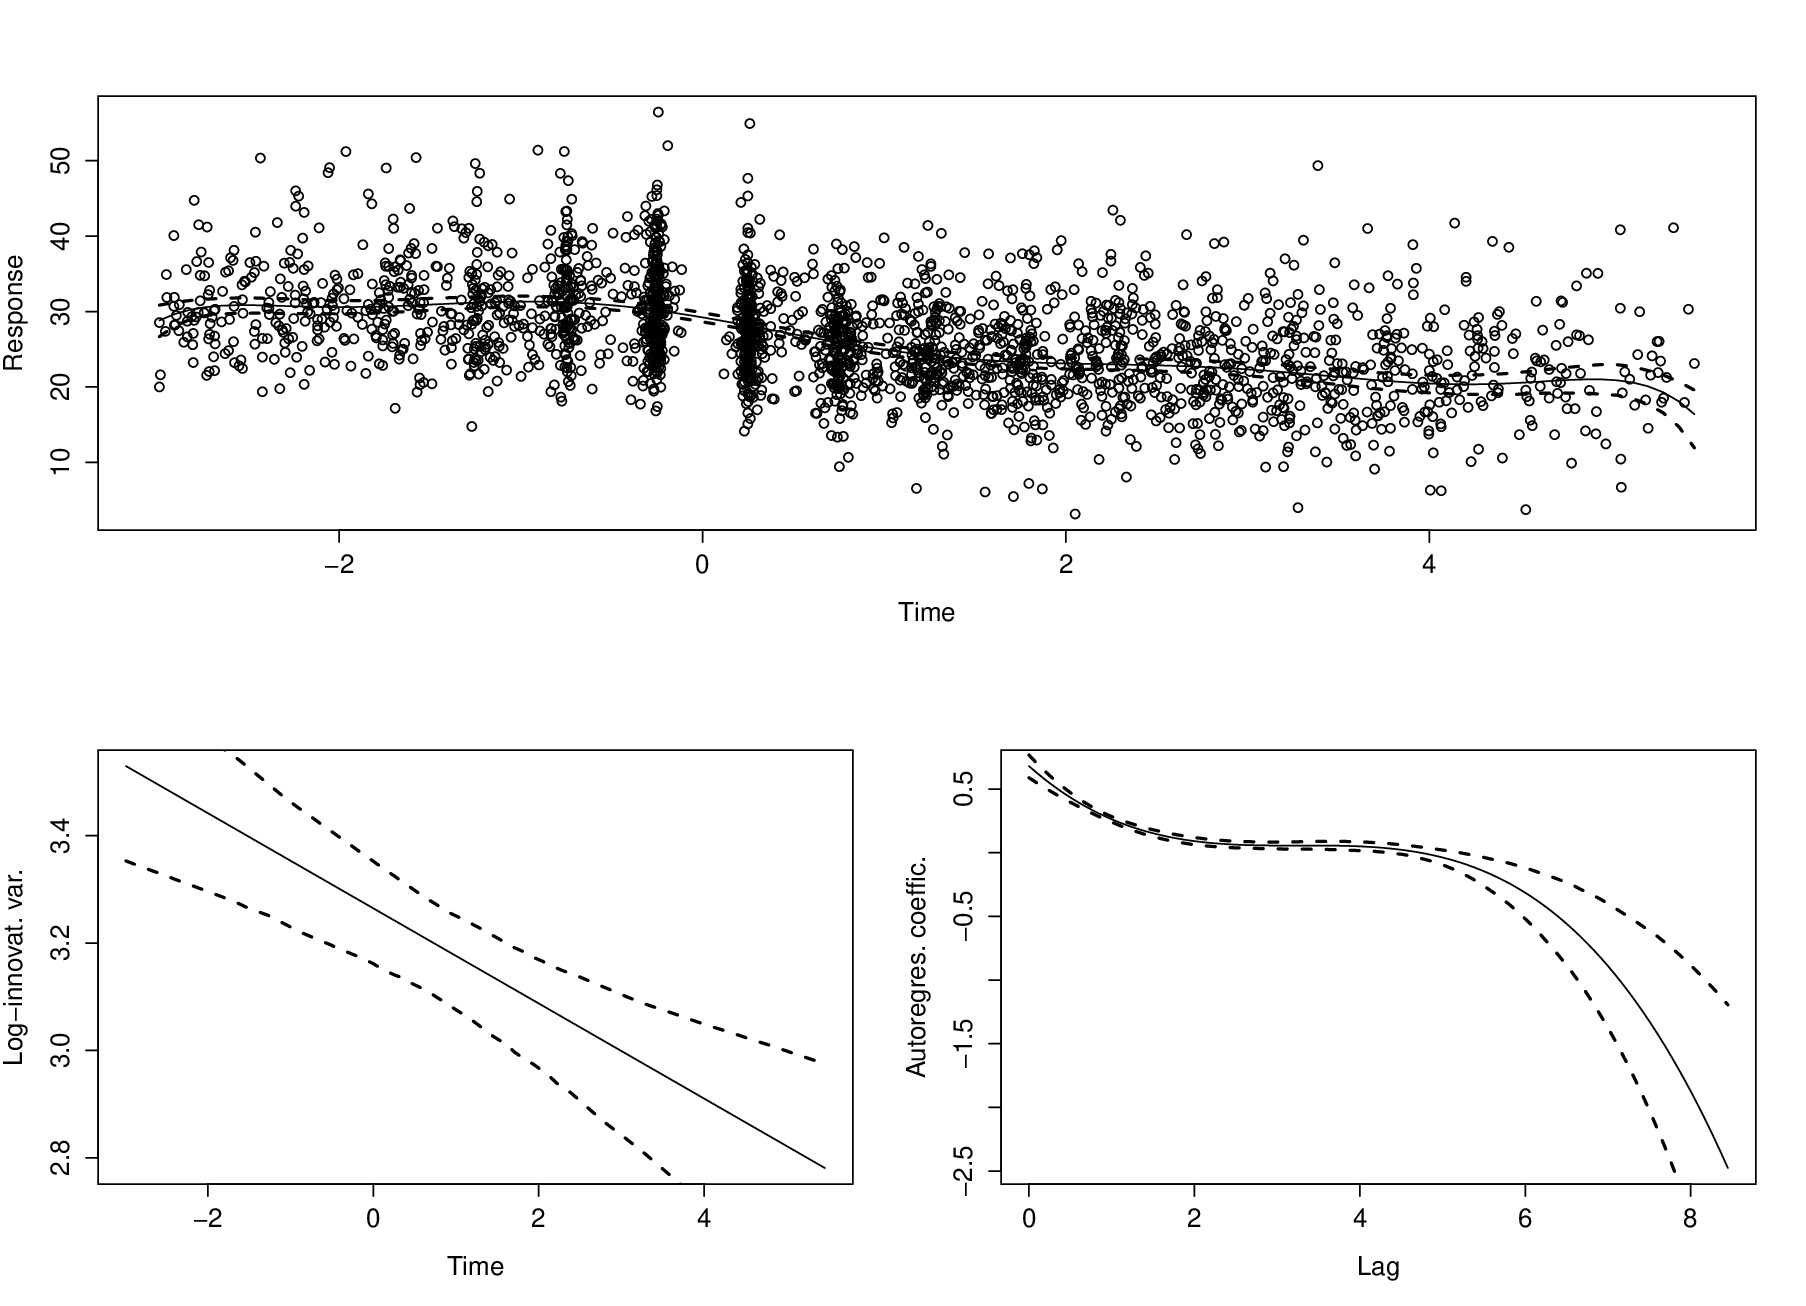 Response
50
40
30
20
10
−2 0 2 4
Time
Log−innovat. var.
3.4
3.2
3.0
2.8
−2 0 2 4
Time
Autoregres. coeffic.
0.5
−0.5
−1.5
−2.5
0 2 4 6 8
Lag